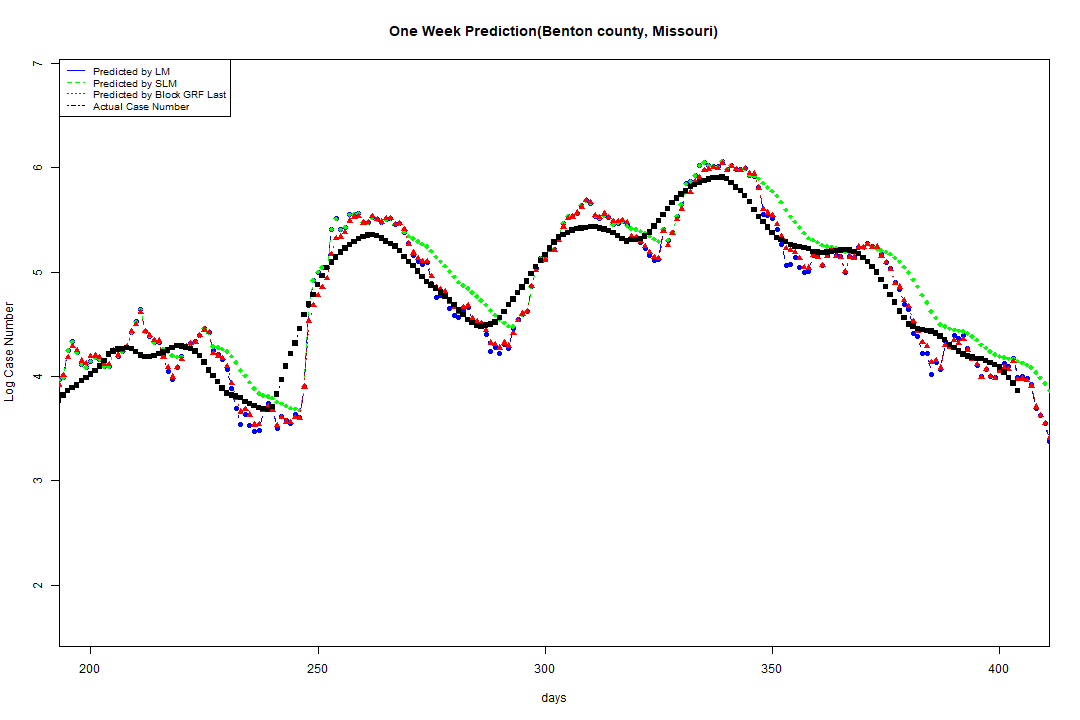 One Week Prediction(Benton county, Missouri)
Predicted by LM
Predicted by SLM
Predicted by Block GRF Last
Actual Case Number
Log Case Number
7
6
5
4
3
2
200 250 300 350 400
days